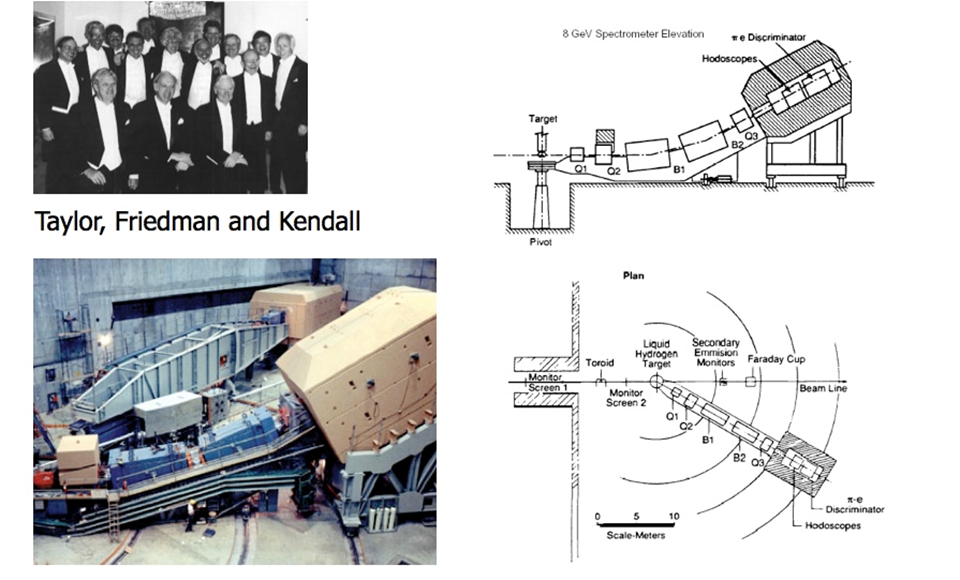 Taylor, Friedman and Kendall
8 GeV Spectrometer Elevation
π e Discriminator
Hodoscopes
Target
Q1
Q2
B1
B2
Q3
Pivot
Plan
Liquid
Hydrogen
Target
Secondary
Emmision
Monitors
Toroid
Faraday Cup
Monitor
Screen 1
Monitor
Screen 2
Beam Line
Q1
Q2
B1
B2
Q3
π-e
Discriminator
Hodoscopes
0 5 10
Scale-Meters